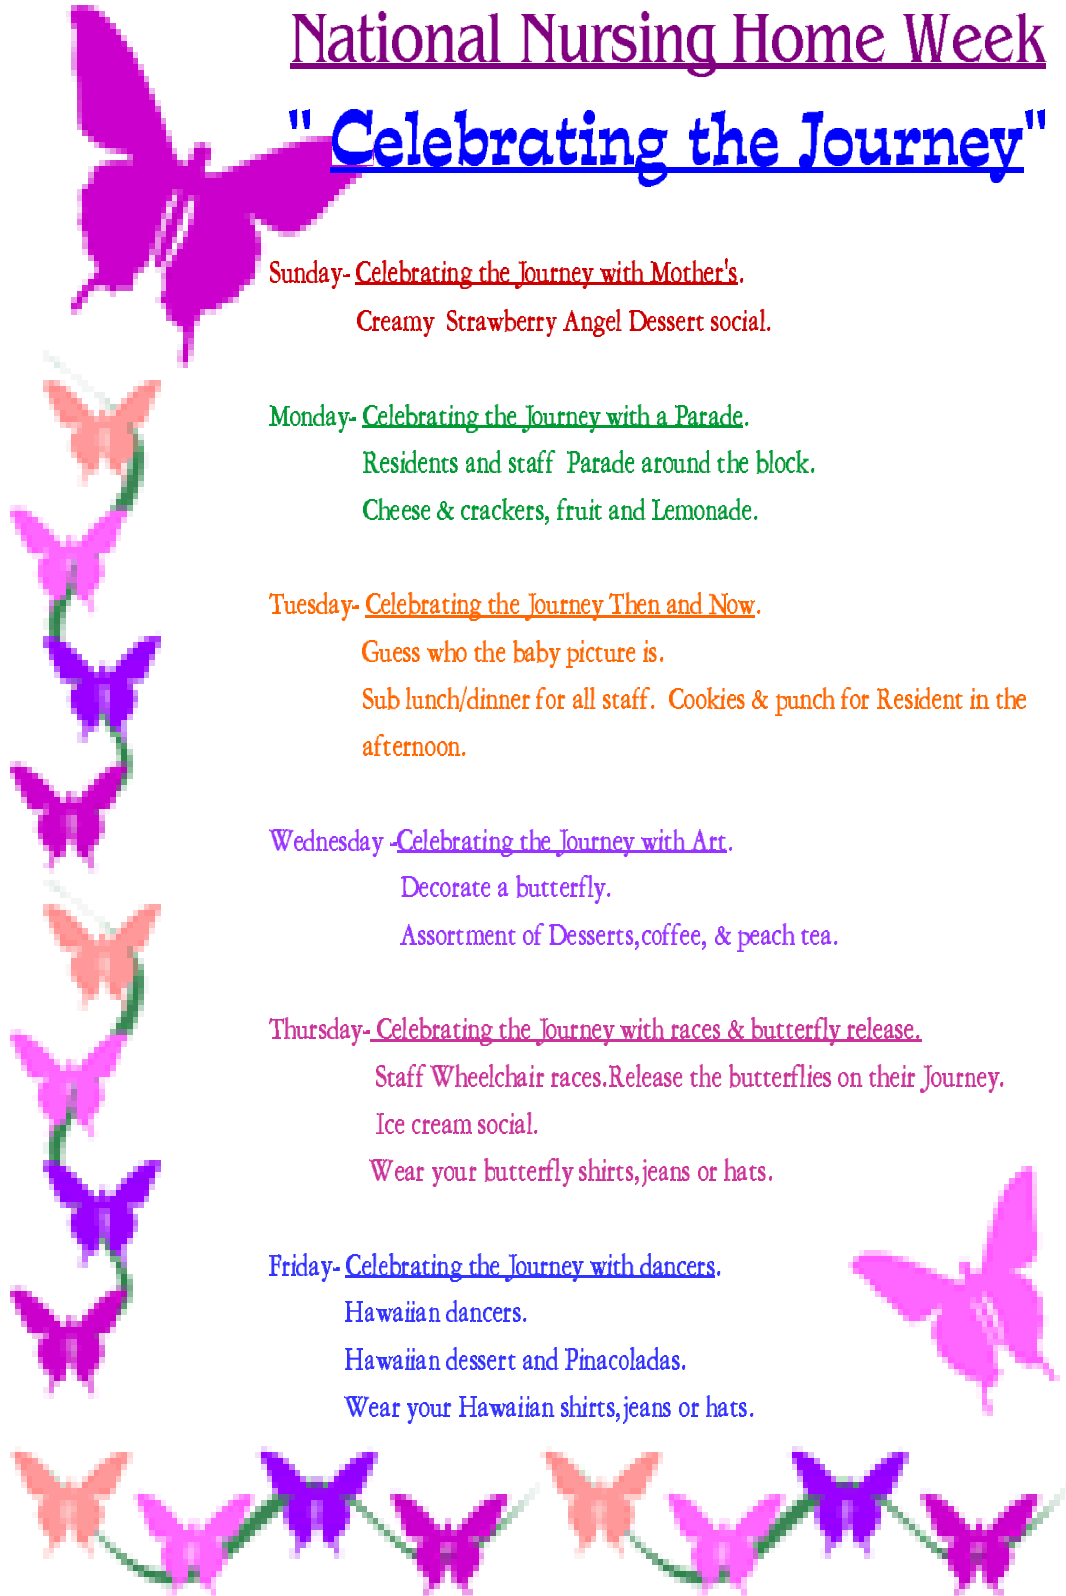 National Nursing Home Week
" Celebrating the Journey"
Sunday- Celebrating the Journey with Mother's.
Creamy Strawberry Angel Dessert social.
Monday- Celebrating the Journey with a Parade.
Residents and staff Parade around the block.
Cheese & crackers, fruit and Lemonade.
Tuesday- Celebrating the Journey Then and Now.
Guess who the baby picture is.
Sub lunch/dinner for all staff. Cookies & punch for Resident in the
afternoon.
Wednesday -Celebrating the Journey with Art.
Decorate a butterfly.
Assortment of Desserts,coffee, & peach tea.
Thursday- Celebrating the Journey with races & butterfly release.
Staff Wheelchair races.Release the butterflies on their Journey.
Ice cream social.
Wear your butterfly shirts,jeans or hats.
Friday- Celebrating the Journey with dancers.
Hawaiian dancers.
Hawaiian dessert and Pinacoladas.
Wear your Hawaiian shirts,jeans or hats.